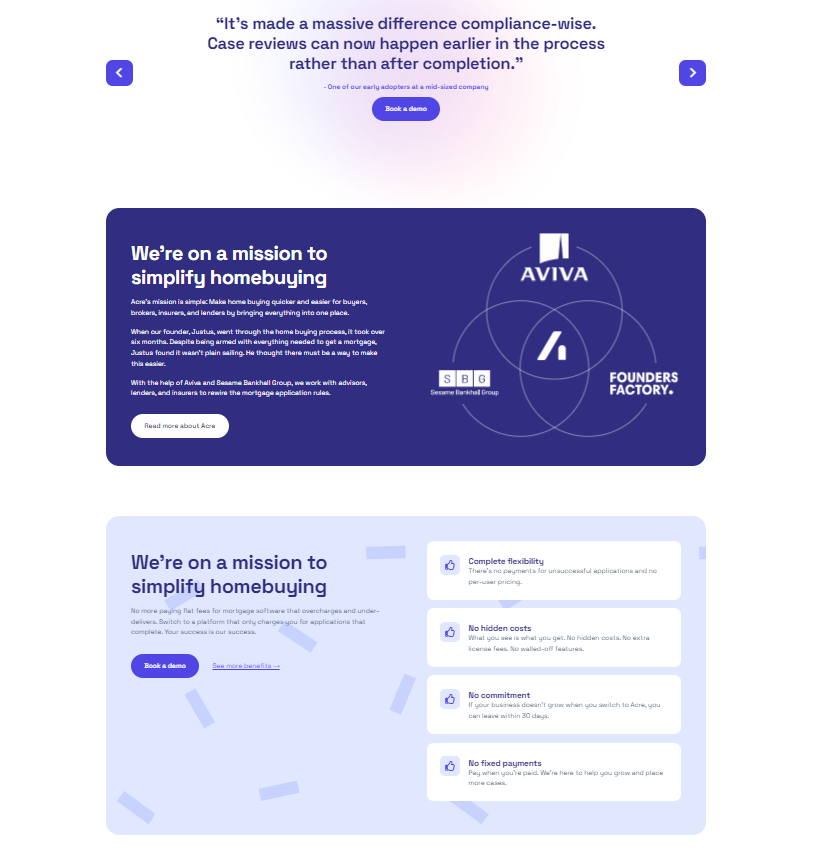 “It’s made a massive difference compliance-wise.
Case reviews can now happen earlier in the process
rather than after completion.”
- One of our early adopters at a mid-sized company
Book a demo
We’re on a mission to
simplify homebuying
Acre’s mission is simple: Make home buying quicker and easier for buyers,
brokers, insurers, and lenders by bringing everything into one place.
When our founder, Justus, went through the home buying process, it took over
six months. Despite being armed with everything needed to get a mortgage,
Justus found it wasn’t plain sailing. He thought there must be a way to make
this easier.
With the help of Aviva and Sesame Bankhall Group, we work with advisors,
lenders, and insurers to rewire the mortgage application rules.
Read more about Acre
AVIVA
SBG
Sesame Bankhall Group
FOUNDERS
FACTORY.
We’re on a mission to
simplify homebuying
No more paying flat fees for mortgage software that overcharges and under-
delivers. Switch to a platform that only charges you for applications that
complete. Your success is our success.
Book a demo
See more benefits →
Complete flexibility
There’s no payments for unsuccessful applications and no
per-user pricing.
No hidden costs
What you see is what you get. No hidden costs. No extra
license fees. No walled-off features.
No commitment
If your business doesn’t grow when you switch to Acre, you
can leave within 30 days.
No fixed payments
Pay when you’re paid. We’re here to help you grow and place
more cases.